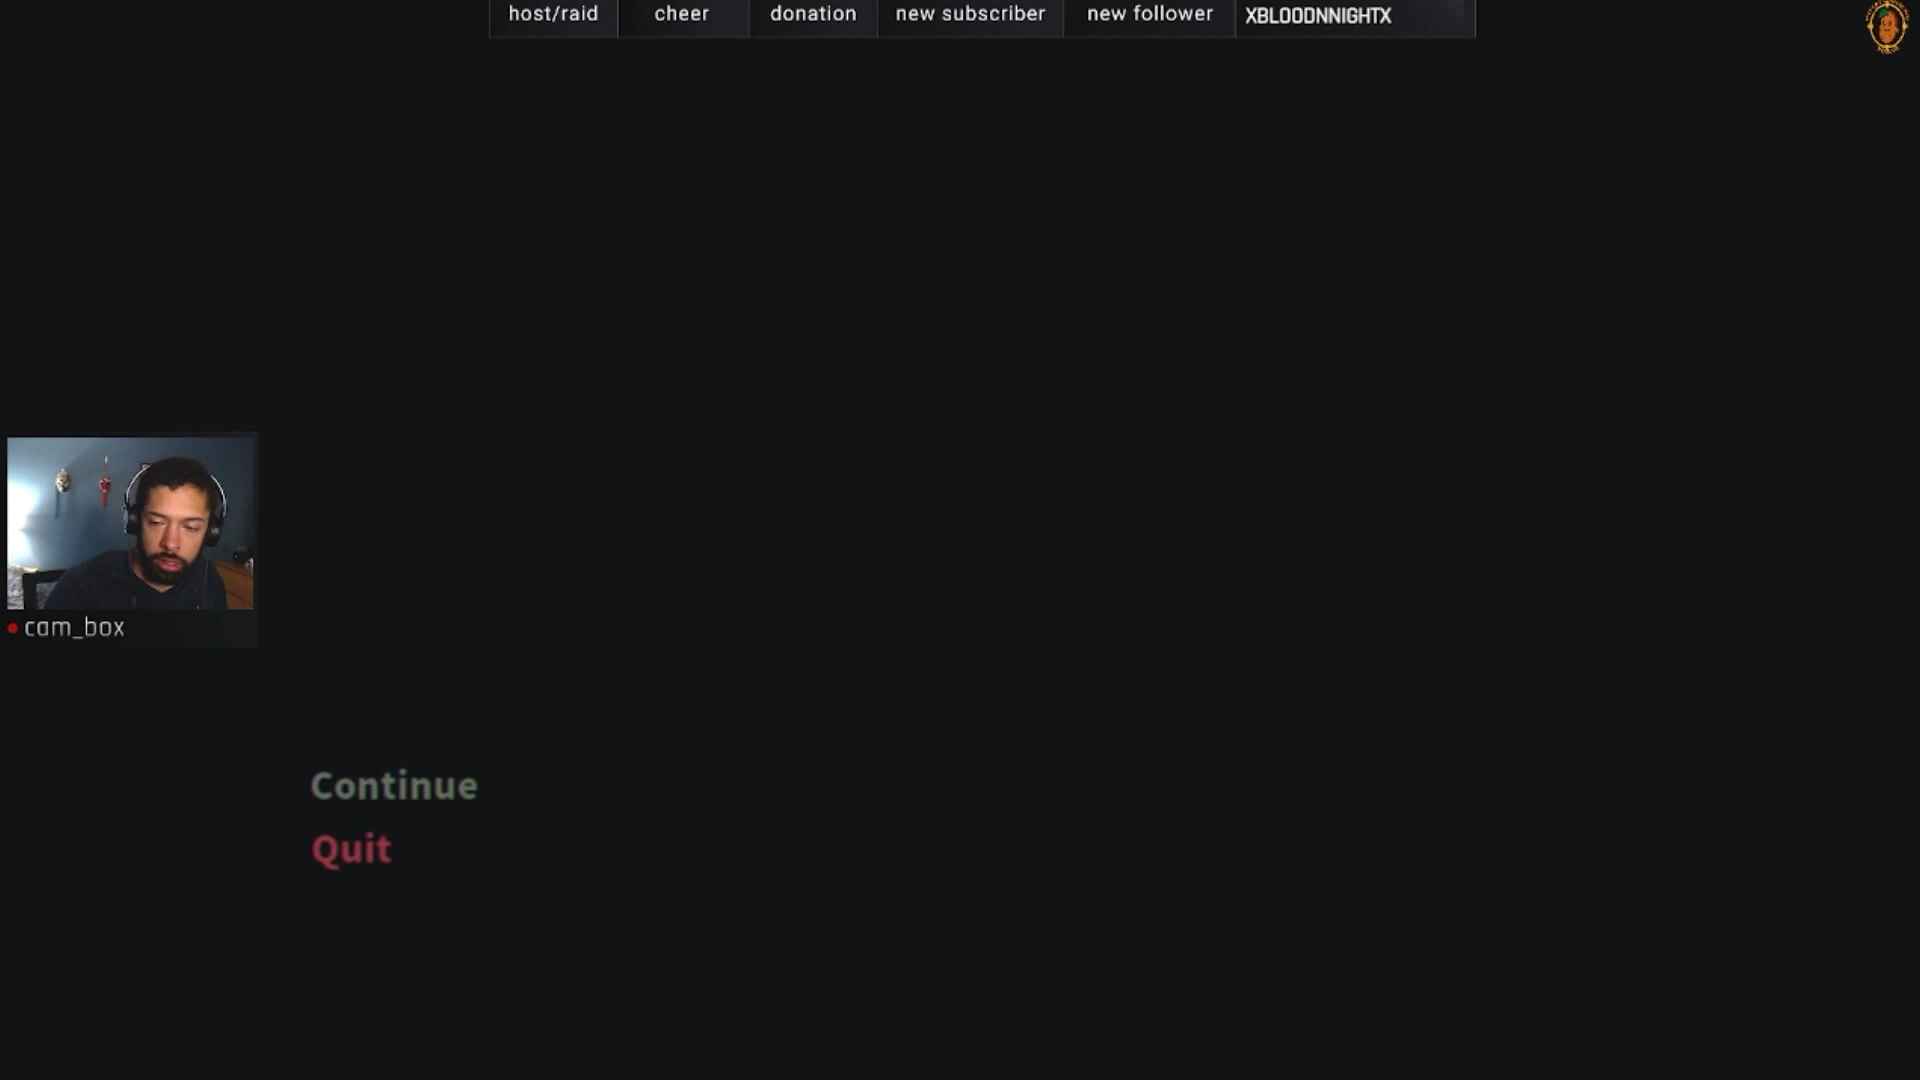 host/raid cheer donation new subscriber new follower XBLOODNNIGHTX
cam_box
Continue
Quit